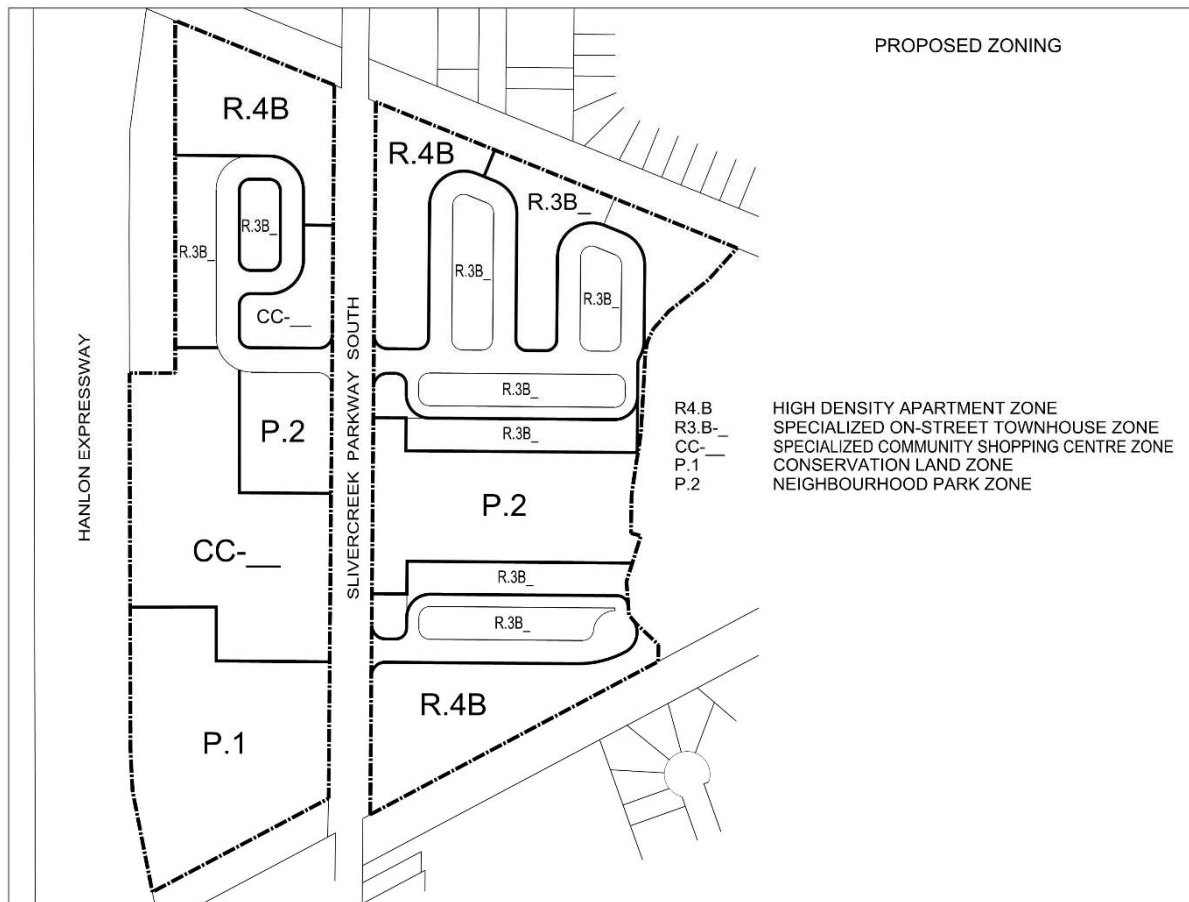 PROPOSED ZONING
R.4B
R.4B
R.3B_
R.3B_
R.3B_
R.3B_
R.3B_
CC-__
R.3B_
R.3B_
P.2
P.2
CC-__
R.3B_
R.3B_
R.4B
P.1
HANLON EXPRESSWAY
SLIVERCREEK PARKWAY SOUTH
R4.B HIGH DENSITY APARTMENT ZONE
R3.B-_ SPECIALIZED ON-STREET TOWNHOUSE ZONE
CC-__ SPECIALIZED COMMUNITY SHOPPING CENTRE ZONE
P.1 CONSERVATION LAND ZONE
P.2 NEIGHBOURHOOD PARK ZONE